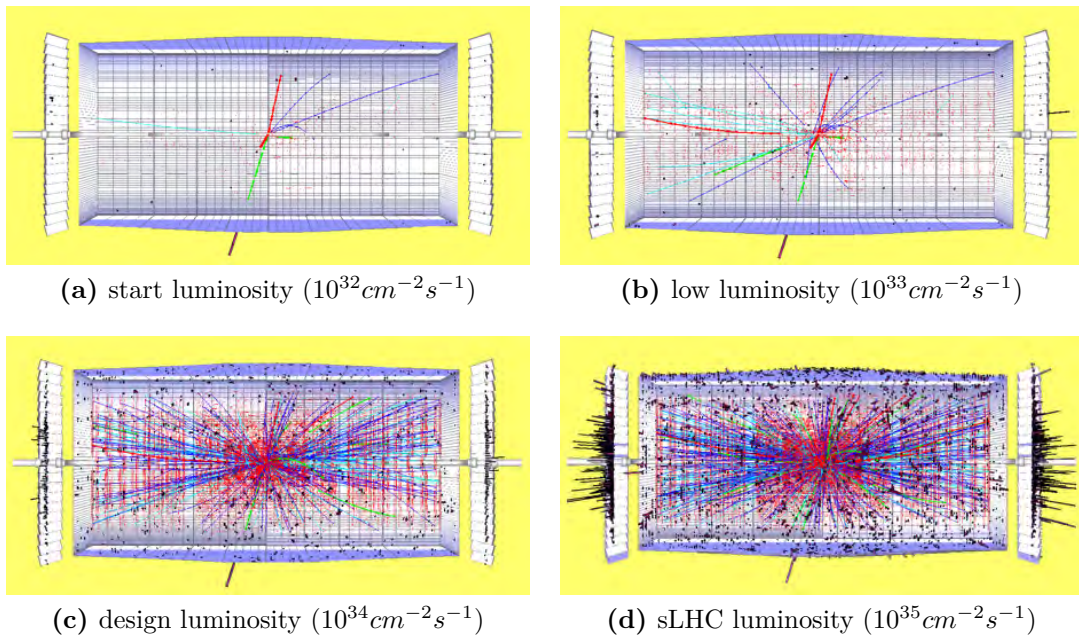 (a) start luminosity (10³²cm⁻²s⁻¹)
(b) low luminosity (10³³cm⁻²s⁻¹)
(c) design luminosity (10³⁴cm⁻²s⁻¹)
(d) sLHC luminosity (10³⁵cm⁻²s⁻¹)